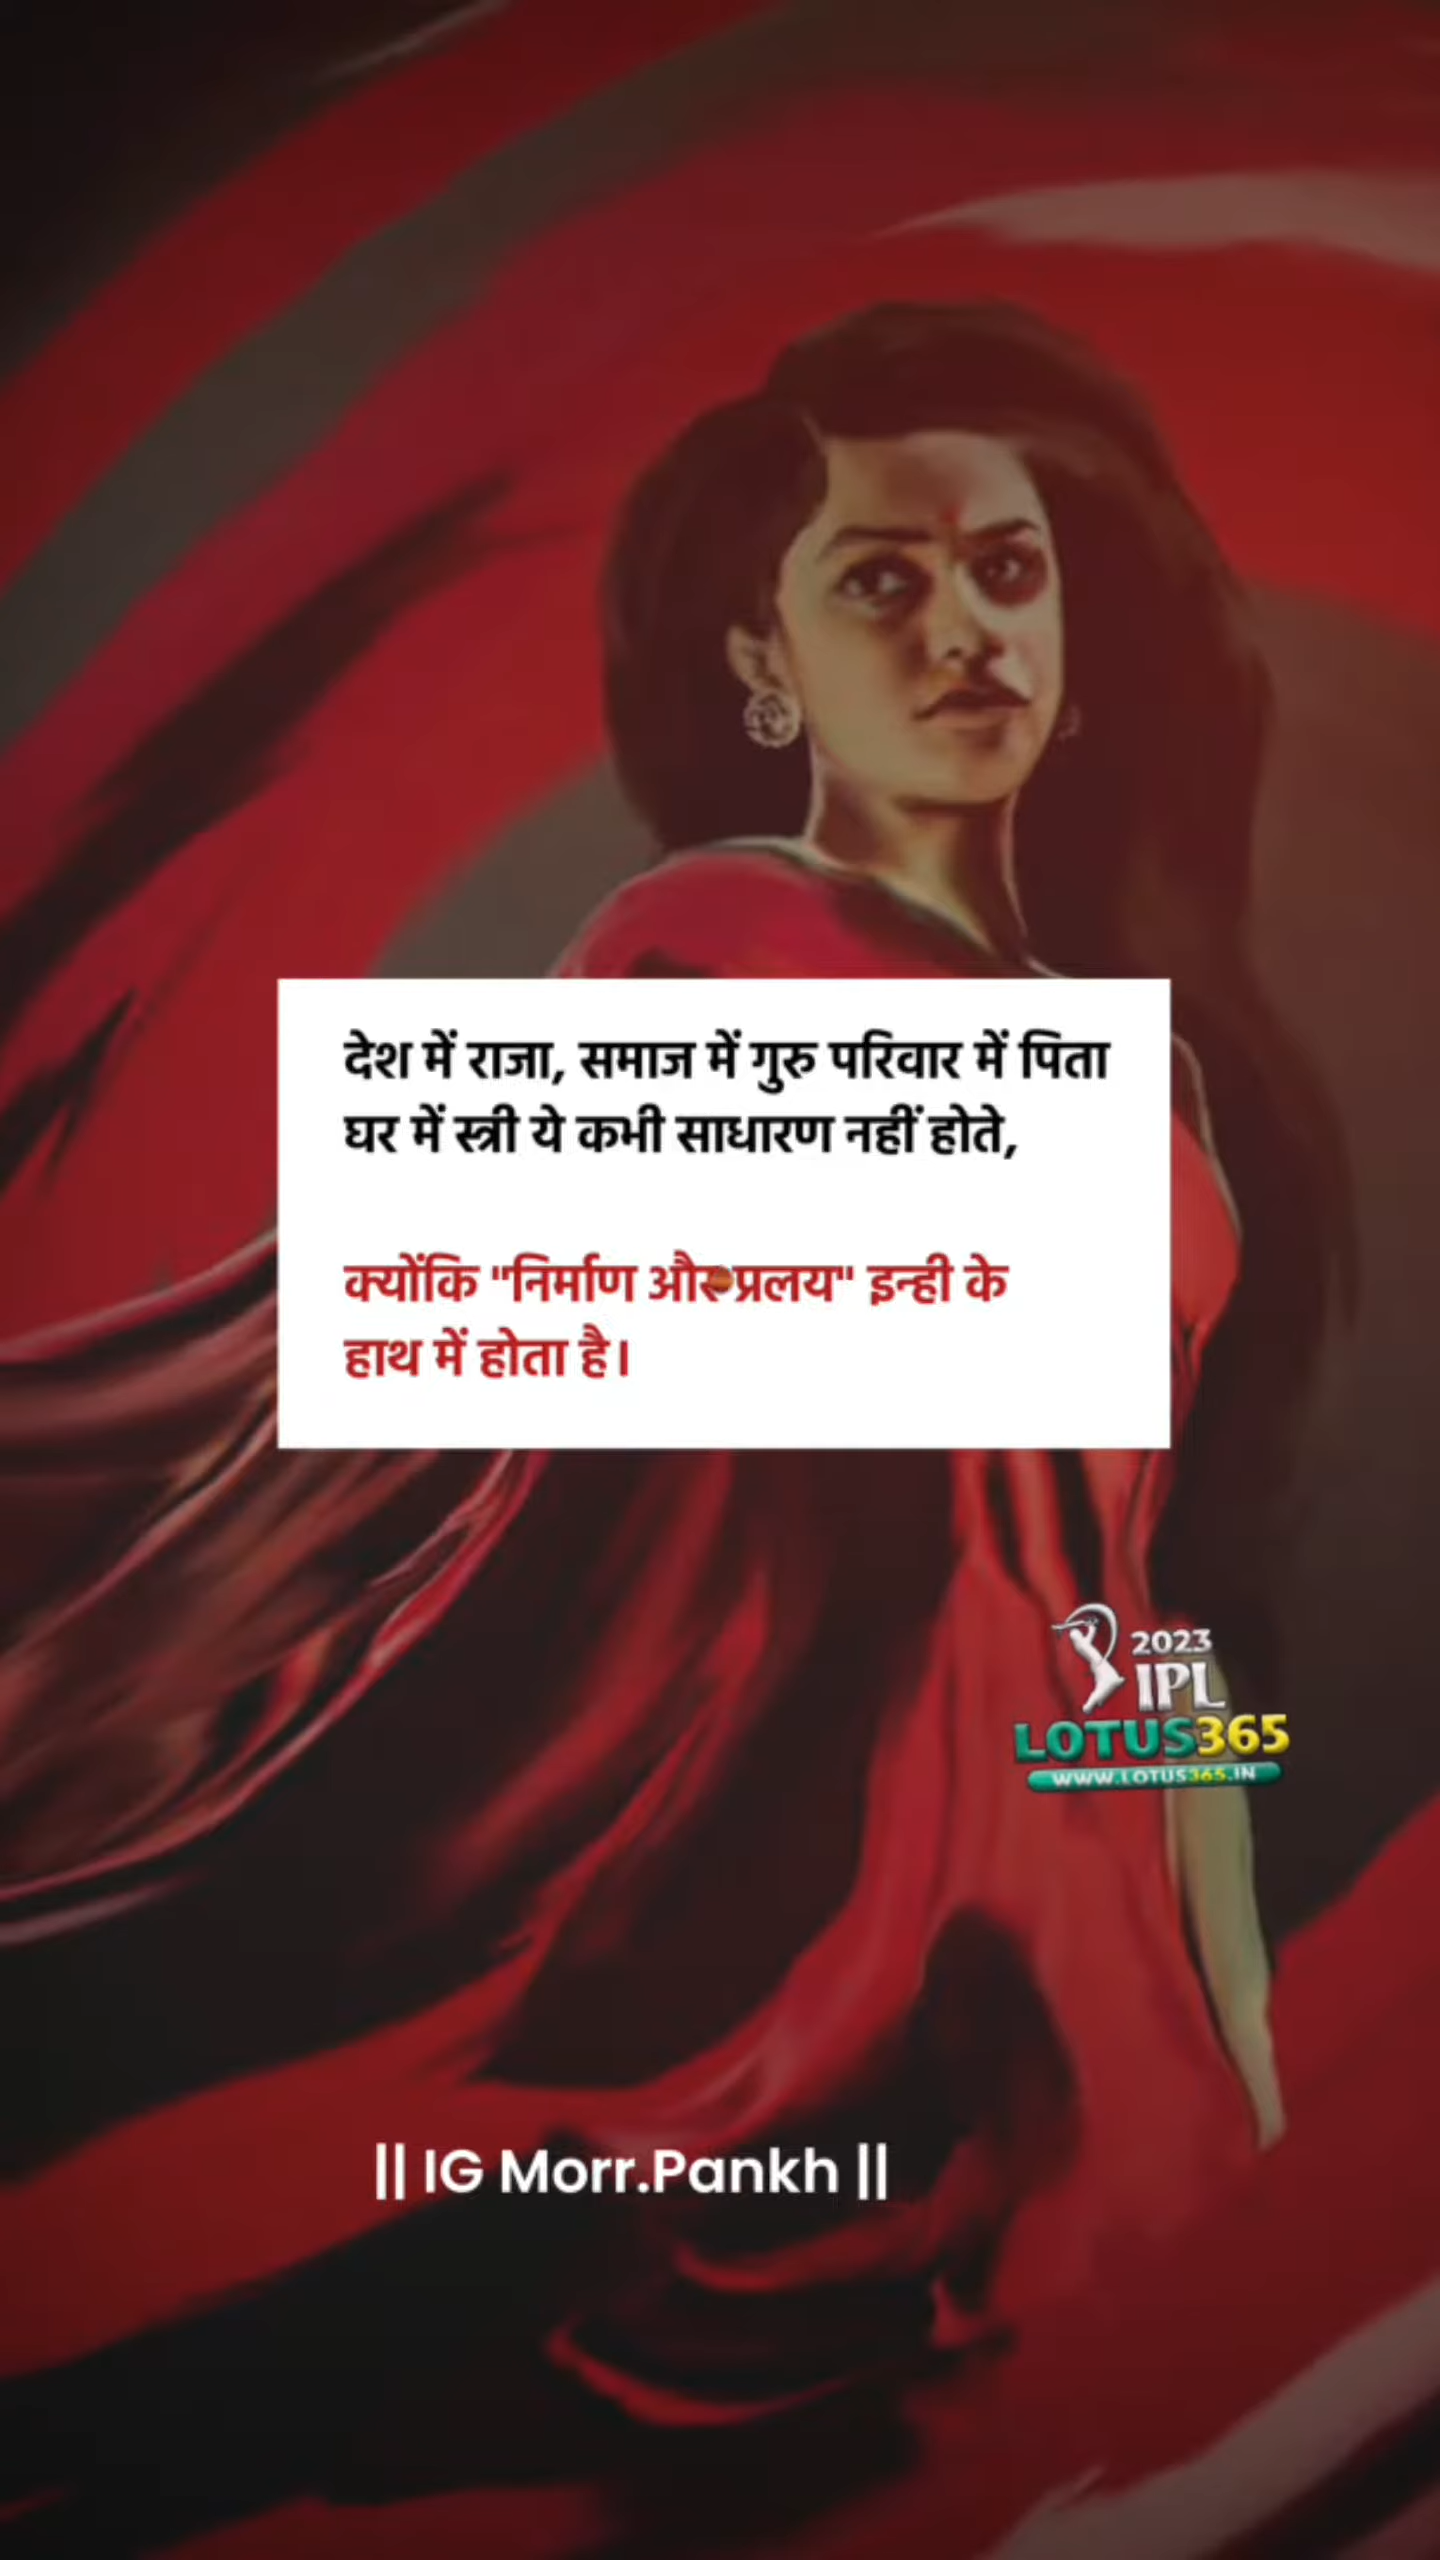 देश में राजा, समाज में गुरु परिवार में पिता
घर में स्त्री ये कभी साधारण नहीं होते,
क्योंकि "निर्माण और प्रलय" इन्ही के
हाथ में होता है।
2023
IPL
LOTUS365
WWW.LOTUS365.IN
|| IG Morr.Pankh ||